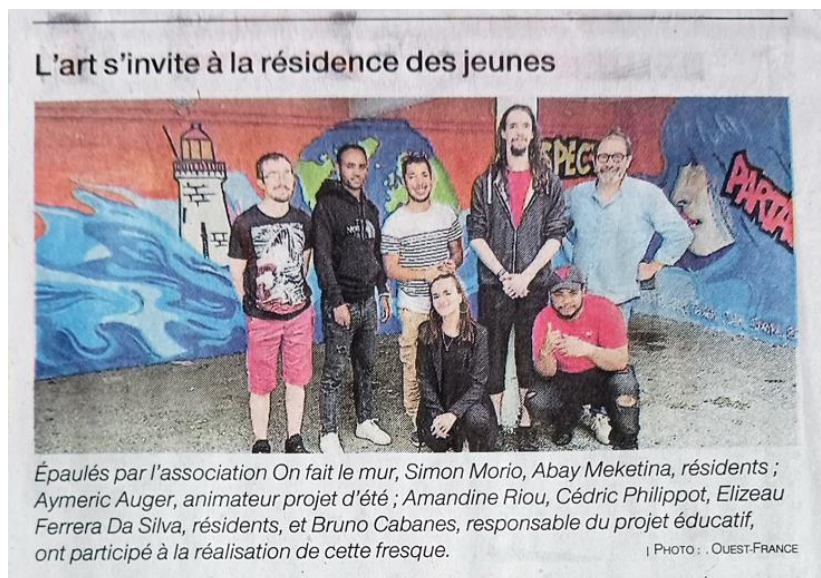 L'art s'invite à la résidence des jeunes
SPECT
PARTA
Épaulés par l'association On fait le mur, Simon Morio, Abay Meketina, résidents ;
Aymeric Auger, animateur projet d'été ; Amandine Riou, Cédric Philippot, Elizeau
Ferrera Da Silva, résidents, et Bruno Cabanes, responsable du projet éducatif,
ont participé à la réalisation de cette fresque.
| PHOTO : . OUEST-FRANCE